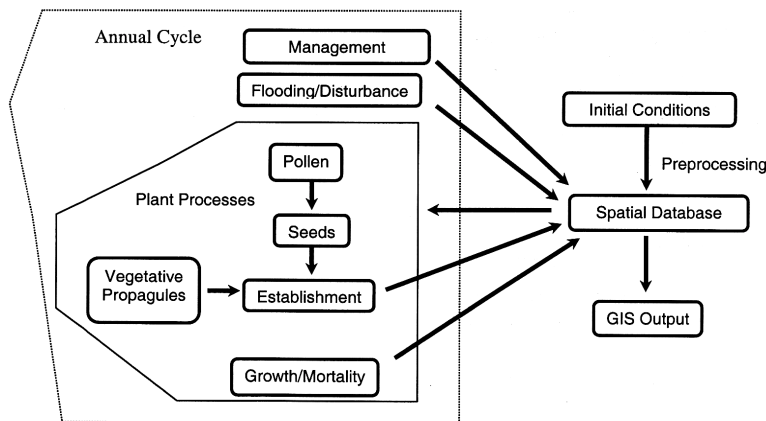 Annual Cycle
Management
Flooding/Disturbance
Initial Conditions
Preprocessing
Pollen
Plant Processes
Seeds
Spatial Database
Vegetative
Propagules
Establishment
GIS Output
Growth/Mortality